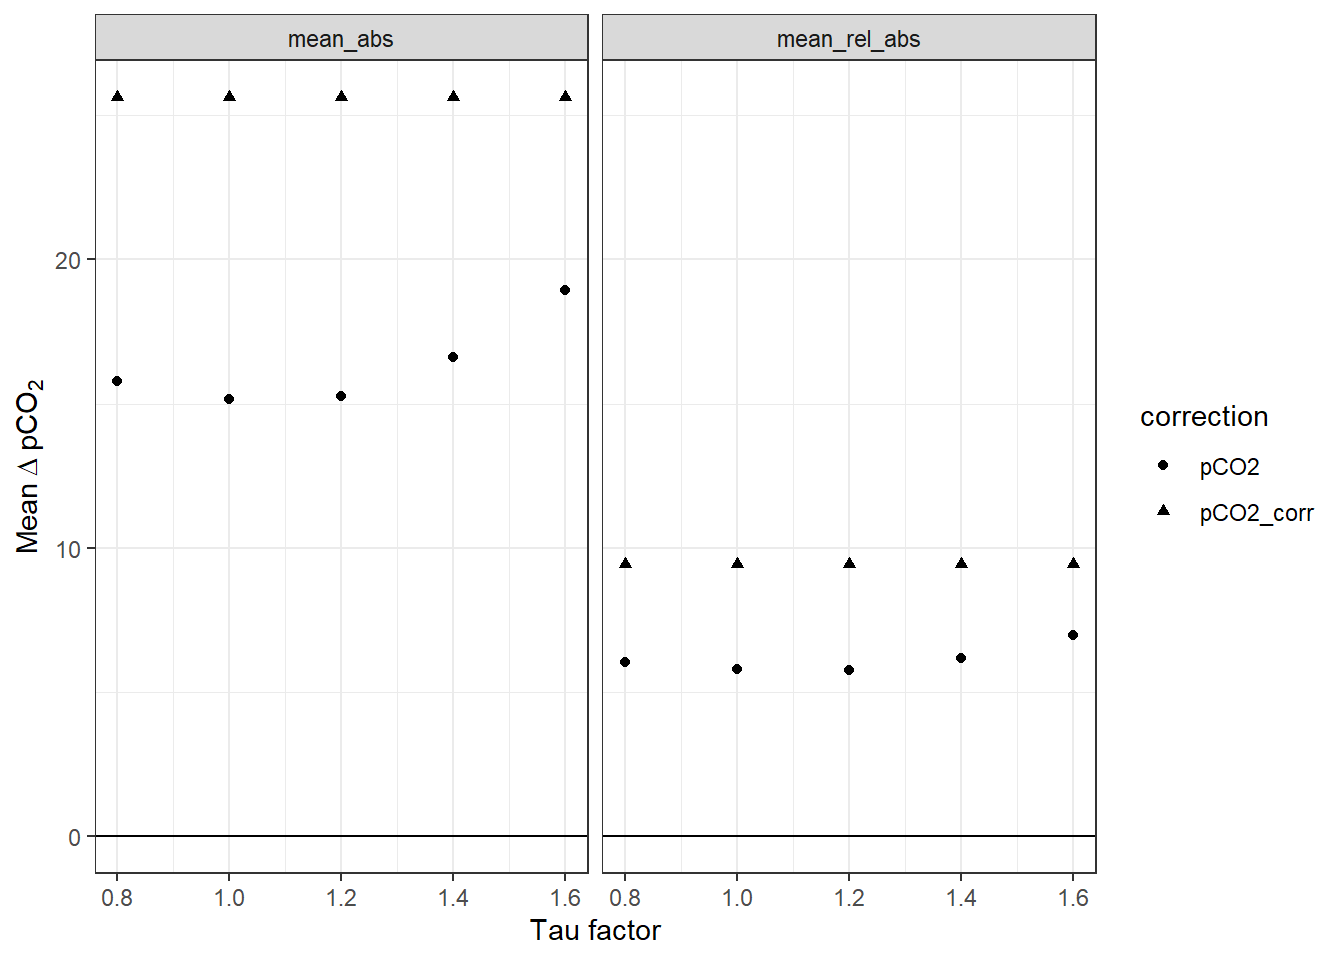 mean_abs
mean_rel_abs
Mean Δ pCO₂
20
10
0
0.8 1.0 1.2 1.4 1.6
0.8 1.0 1.2 1.4 1.6
Tau factor
correction
pCO2
pCO2_corr